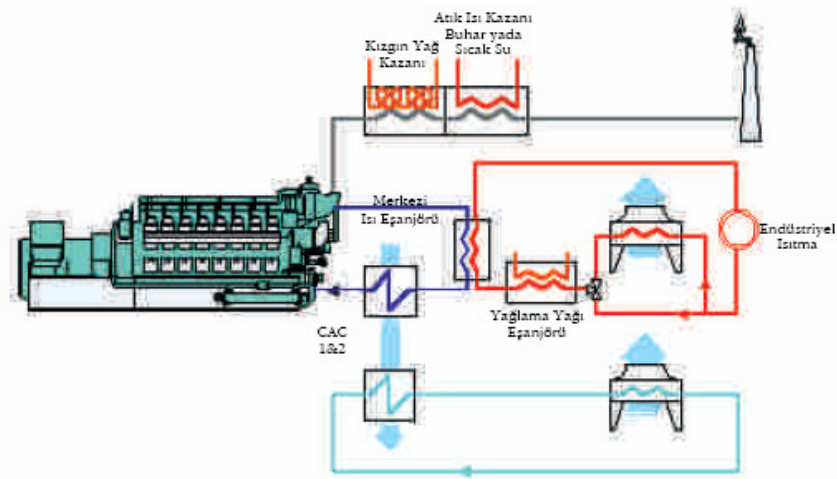 Atık Isı Kazanı
Buhar yada
Sıcak Su
Kızgın Yağ
Kazanı
Merkezi
Isı Eşanjörü
Endüstriyel
Isıtma
Yağlama Yağı
Eşanjörü
CAC
1&2